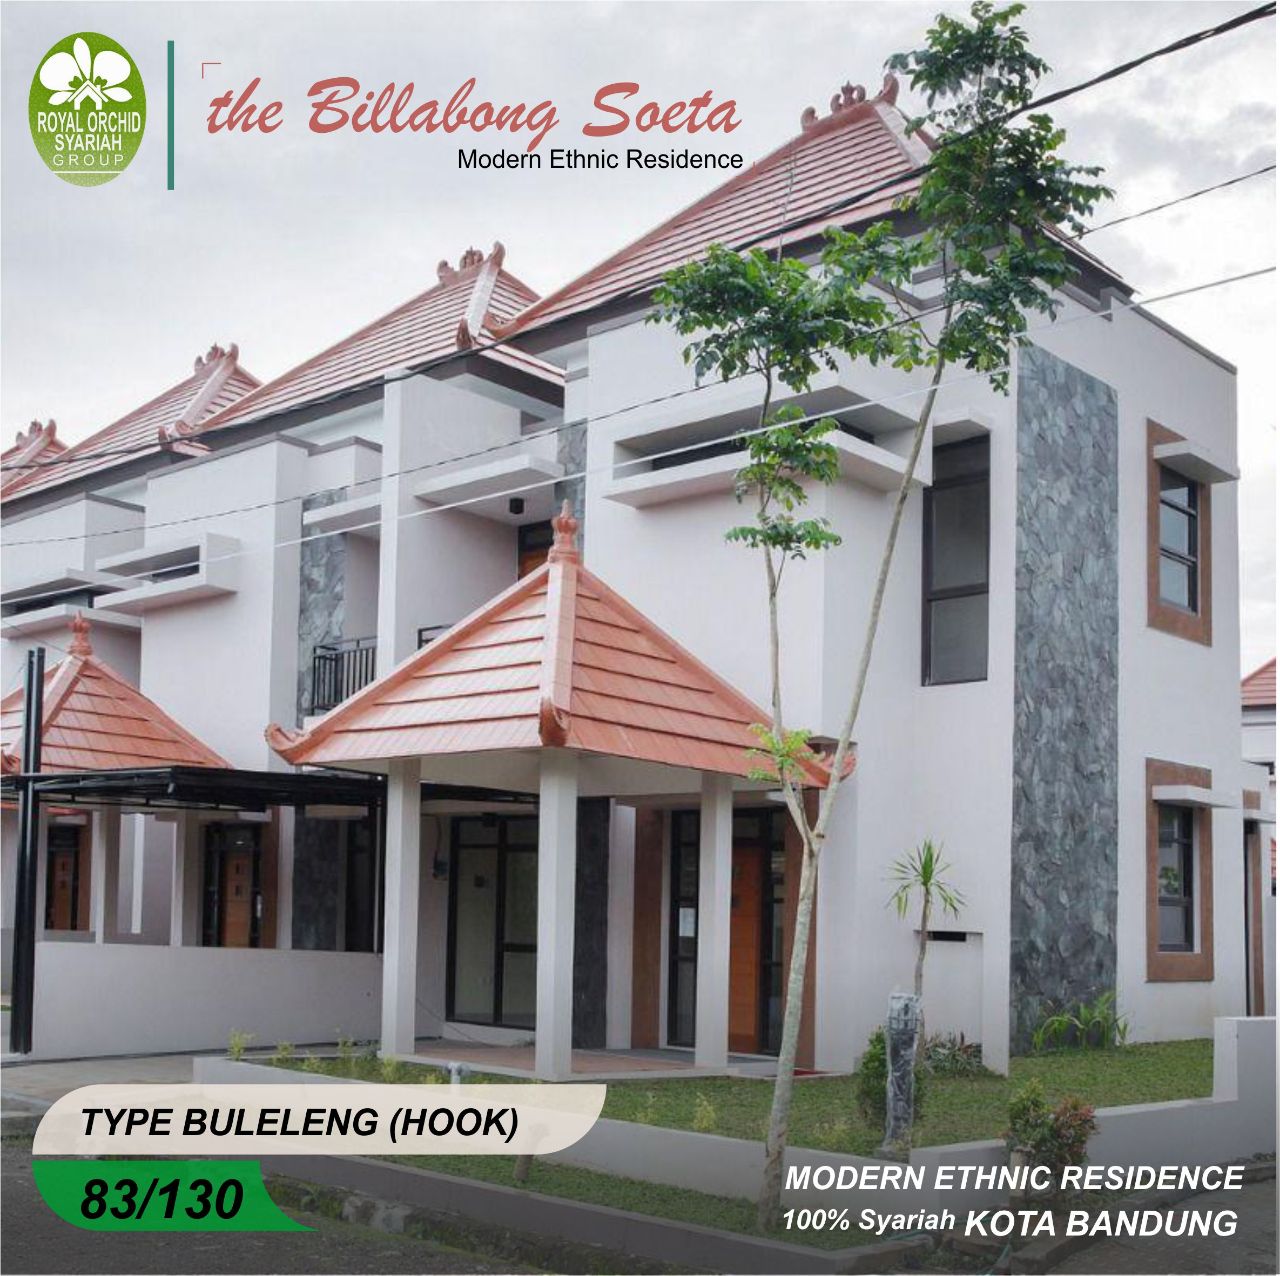 ROYAL ORCHID
SYARIAH
GROUP
the Billabong Soeta
Modern Ethnic Residence
TYPE BULELENG (HOOK)
83/130
MODERN ETHNIC RESIDENCE
100% Syariah KOTA BANDUNG